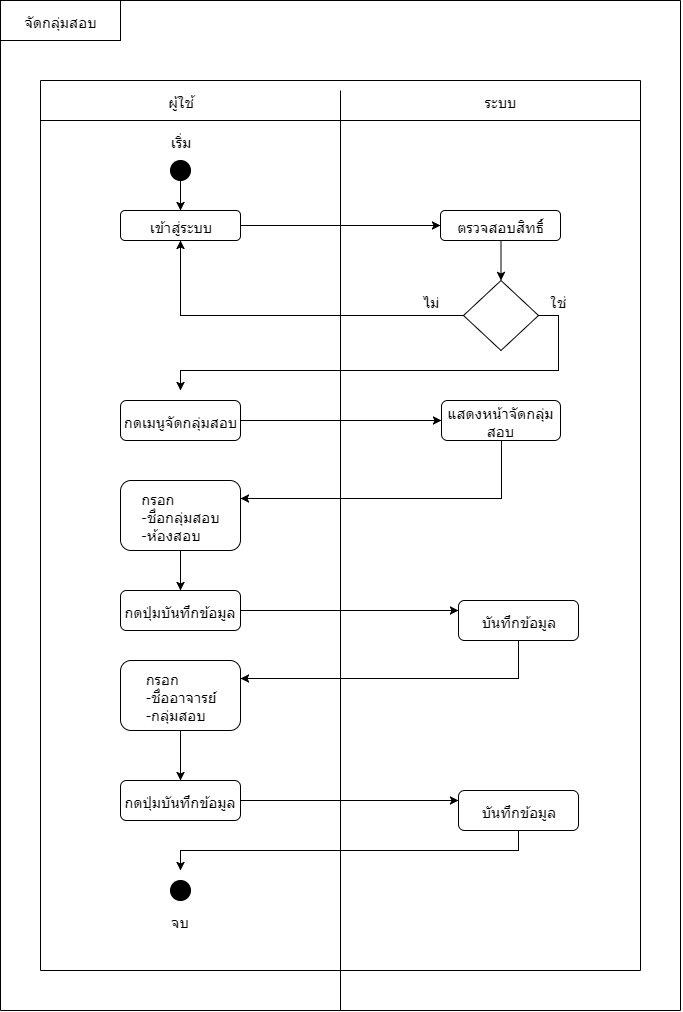 จัดกลุ่มสอบ
ผู้ใช้
ระบบ
เริ่ม
เข้าสู่ระบบ
ตรวจสอบสิทธิ์
ไม่
ใช่
กดเมนูจัดกลุ่มสอบ
แสดงหน้าจัดกลุ่ม
สอบ
กรอก
-ชื่อกลุ่มสอบ
-ห้องสอบ
กดปุ่มบันทึกข้อมูล
บันทึกข้อมูล
กรอก
-ชื่ออาจารย์
-กลุ่มสอบ
กดปุ่มบันทึกข้อมูล
บันทึกข้อมูล
จบ